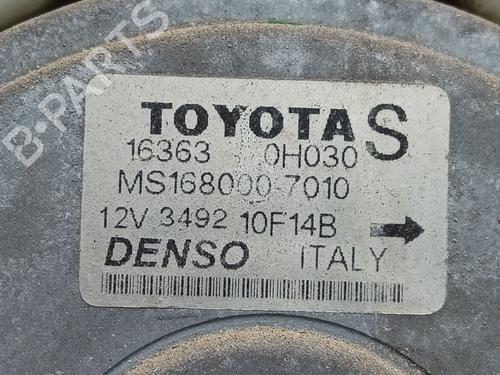 B-PARTS
TOYOTA S
16363 0H030
MS168000-7010
12V 3492 10F14B
DENSO ITALY